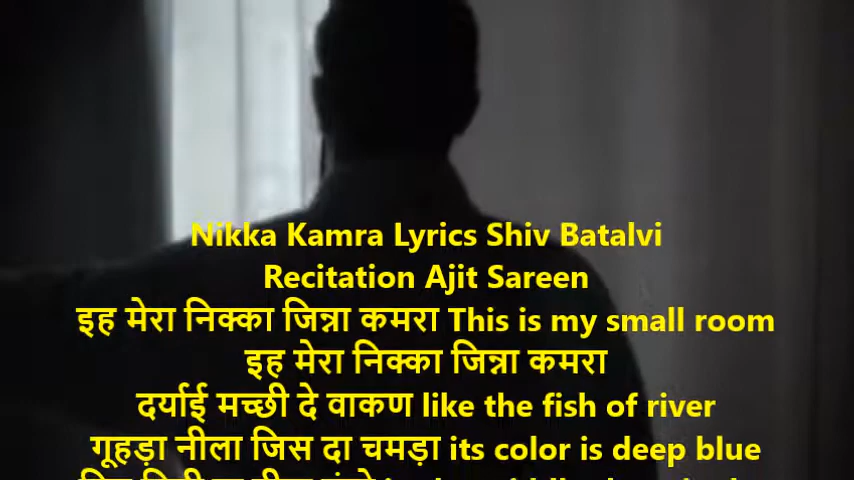 Nikka Kamra Lyrics Shiv Batalvi
Recitation Ajit Sareen
इह मेरा निक्का जिन्ना कमरा This is my small room
इह मेरा निक्का जिन्ना कमरा
दर्याई मच्छी दे वाकण like the fish of river
गूहड़ा नीला जिस दा चमड़ा its color is deep blue